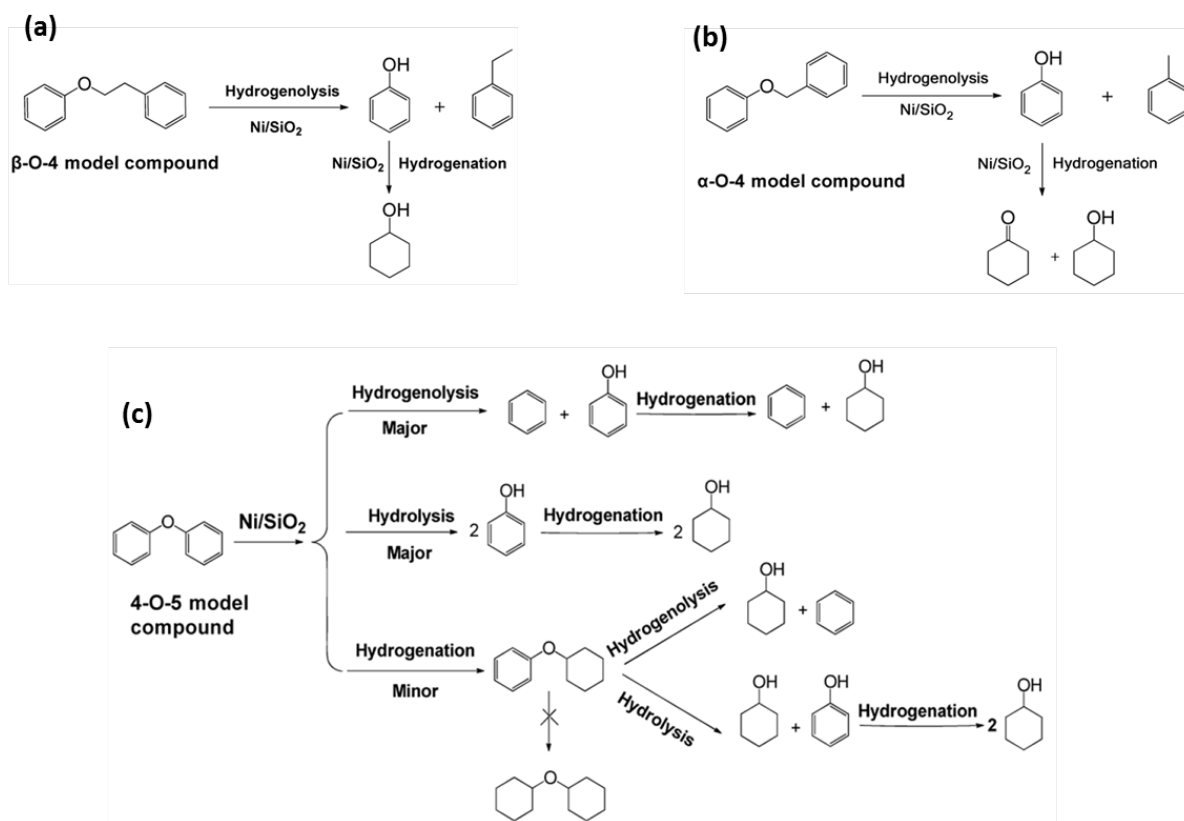 (a)
OH
O
Hydrogenolysis
+
Ni/SiO₂
β-O-4 model compound
Ni/SiO₂ Hydrogenation
OH
(b)
OH
O
Hydrogenolysis
+
Ni/SiO₂
α-O-4 model compound
Ni/SiO₂ Hydrogenation
O OH
+
(c)
OH OH
Hydrogenolysis + Hydrogenation +
Major
OH OH
O
Ni/SiO₂
Hydrolysis 2 Hydrogenation 2
Major
4-O-5 model
compound
OH
Hydrogenolysis +
Hydrogenation O
Minor
OH OH OH
Hydrolysis + Hydrogenation 2
O